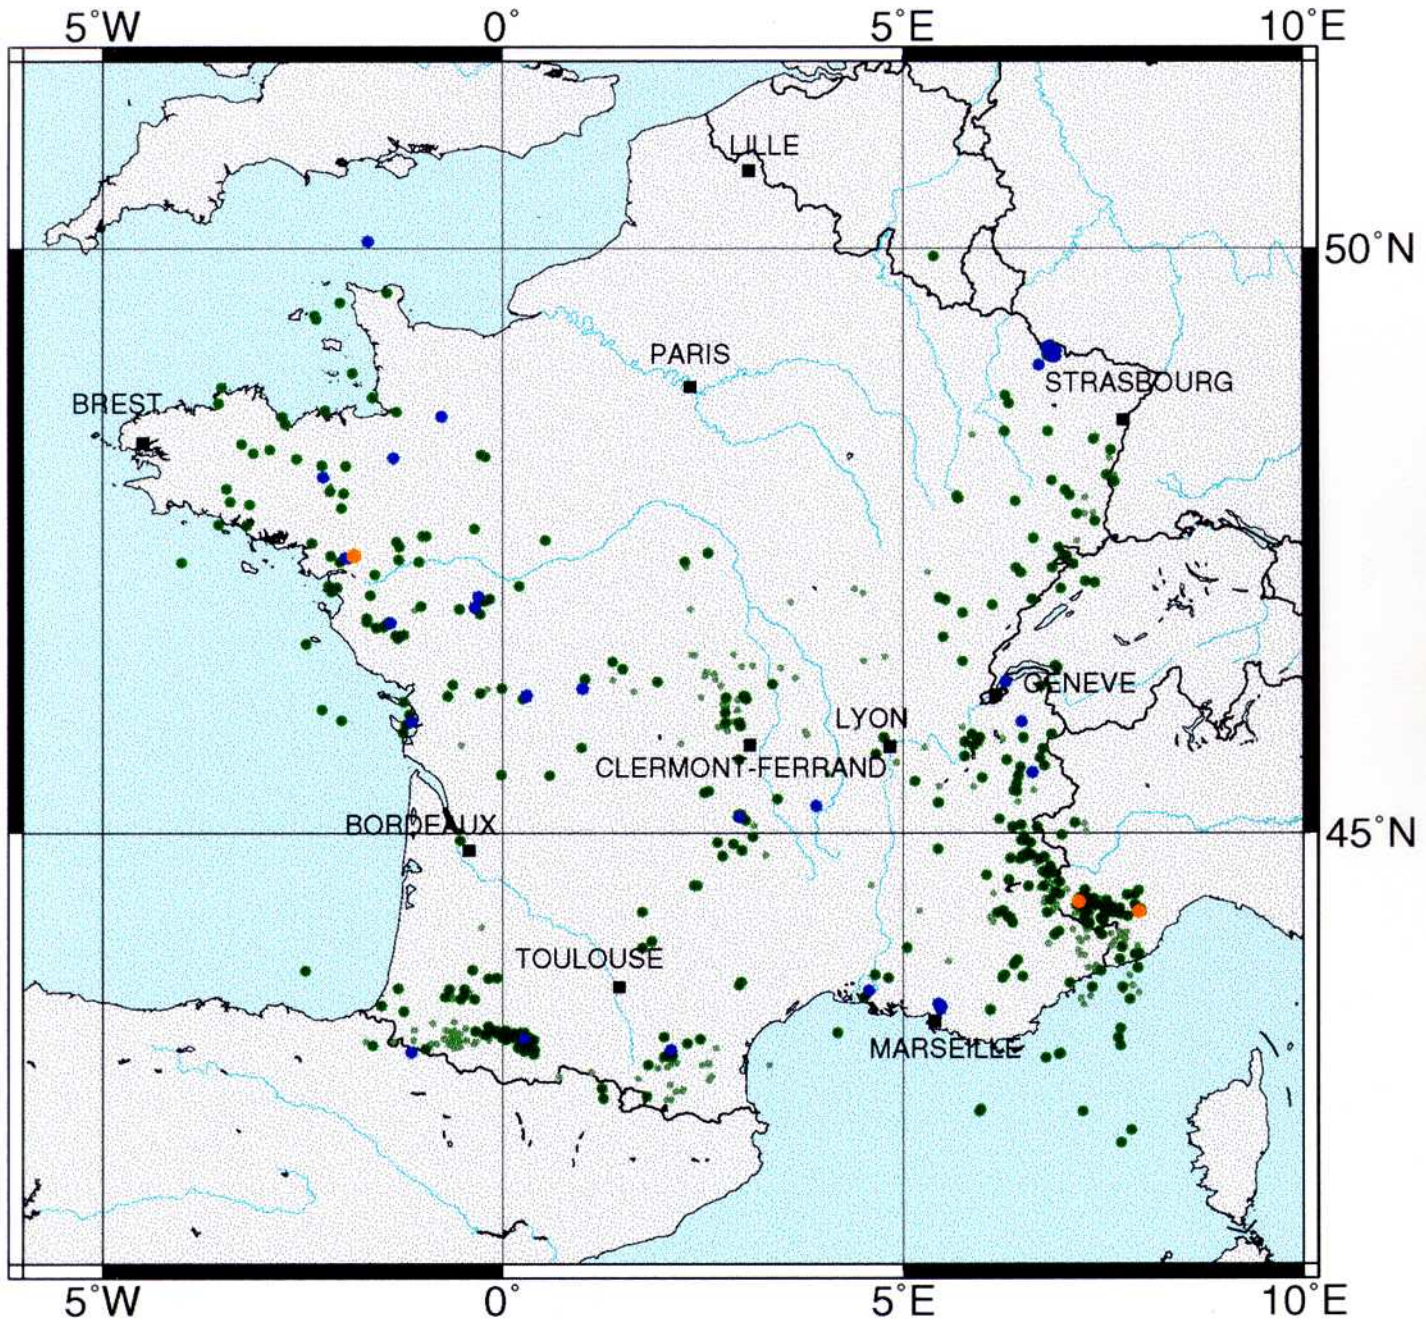 5°W 0° 5°E 10°E
LILLE
50°N
PARIS
STRASBOURG
BREST
GENEVE
LYON
CLERMONT-FERRAND
BORDEAUX
45°N
TOULOUSE
MARSEILLE
5°W 0° 5°E 10°E